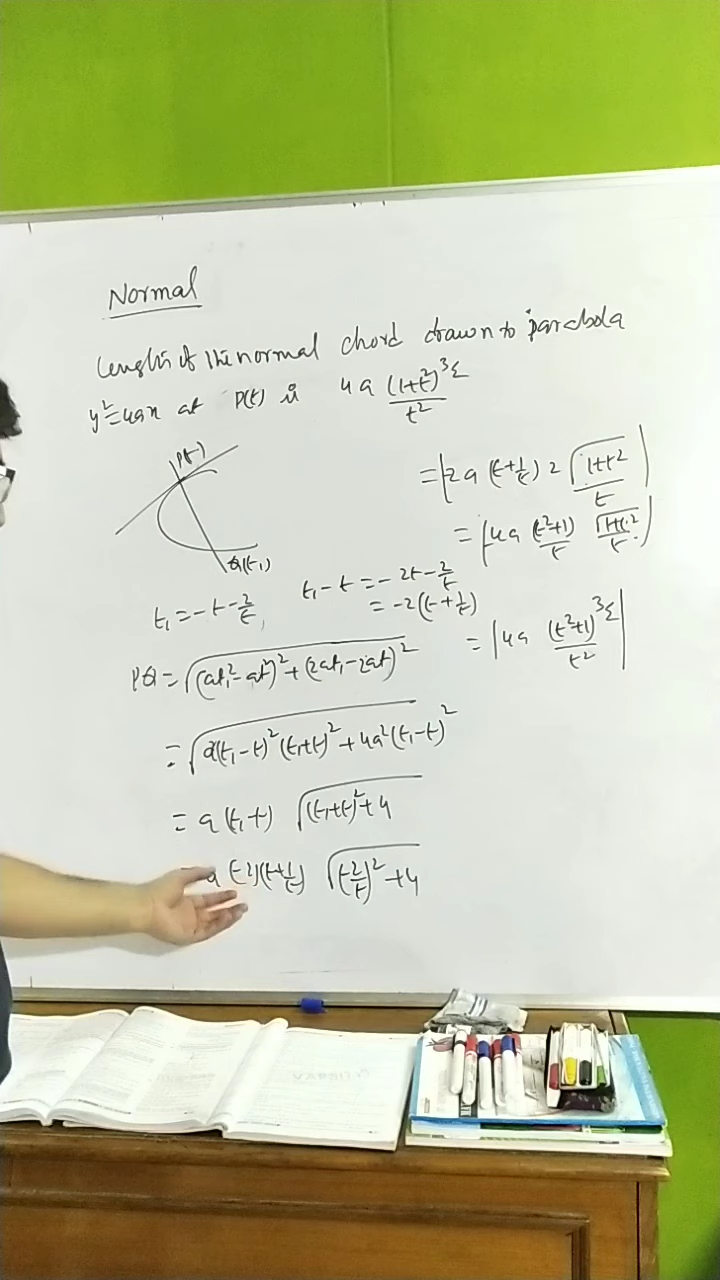 Normal
Length of the normal chord drawn to parabola
y²=4ax at P(t) is 4a (1+t²)^3/2 / t²
P(t)
Q(t₁)
t₁ = -t - 2/t, t₁ - t = -2t - 2/t
= -2(t + 1/t)
PQ = √((at₁² - at²)² + (2at₁ - 2at)²)
= √(a²(t₁ - t)² (t₁ + t)² + 4a²(t₁ - t)²)
= a (t₁ - t) √((t₁ + t)² + 4)
= a (-2)(t + 1/t) √((-2/t)² + 4)
= |2a (t + 1/t) 2 √(1+t²) / t|
= |4a (t²+1)/t √(1+t²)/t|
= |4a (t²+1)^3/2 / t²|